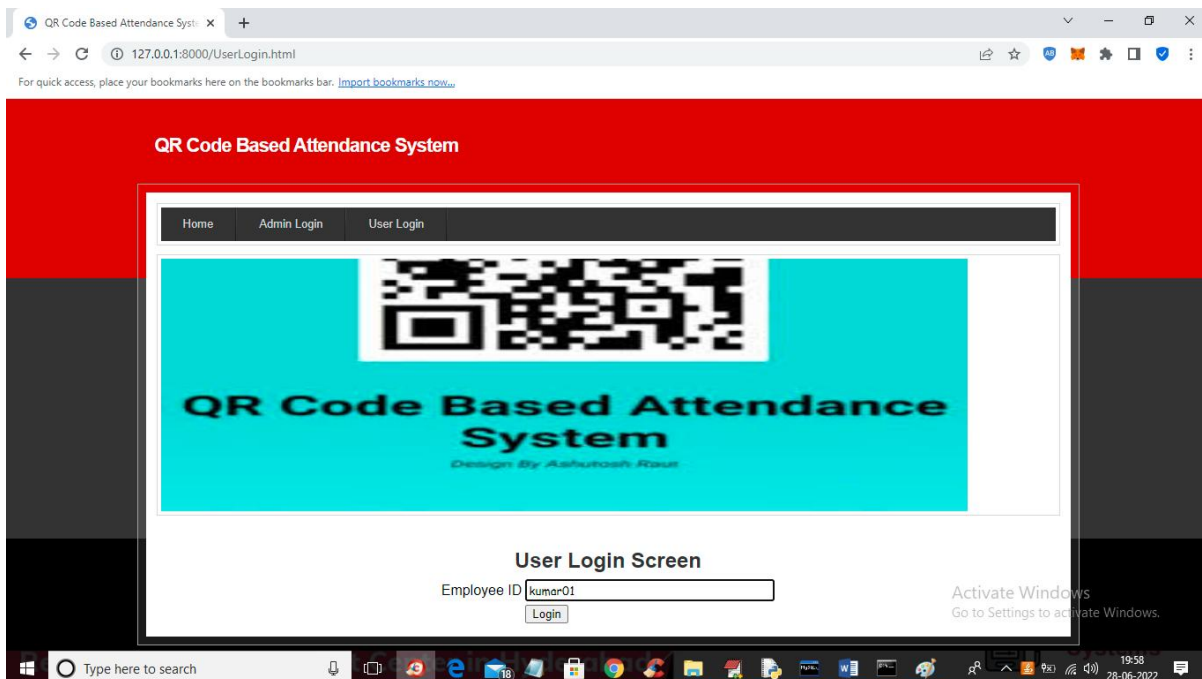 QR Code Based Attendance Syste
127.0.0.1:8000/UserLogin.html
For quick access, place your bookmarks here on the bookmarks bar. Import bookmarks now...
QR Code Based Attendance System
Home Admin Login User Login
QR Code Based Attendance
System
Design By Ashutosh Raut
User Login Screen
Employee ID kumar01
Login
Activate Windows
Go to Settings to activate Windows.
Type here to search
18
19:58
28-06-2022